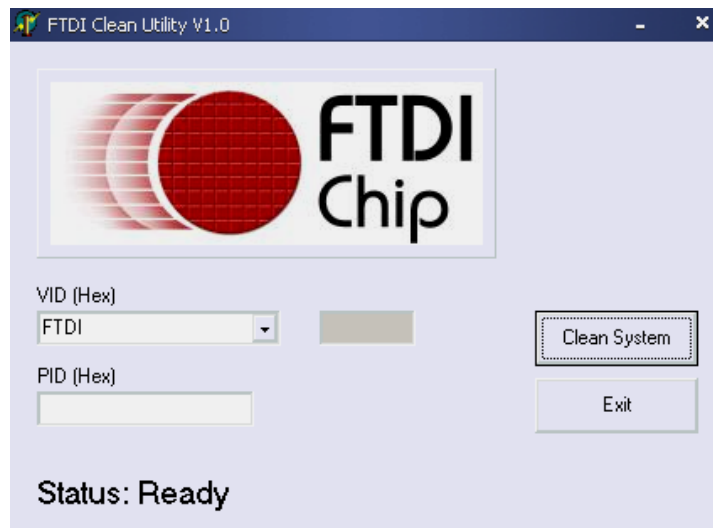 FTDI Clean Utility V1.0
FTDI
Chip
VID (Hex)
FTDI
Clean System
PID (Hex)
Exit
Status: Ready